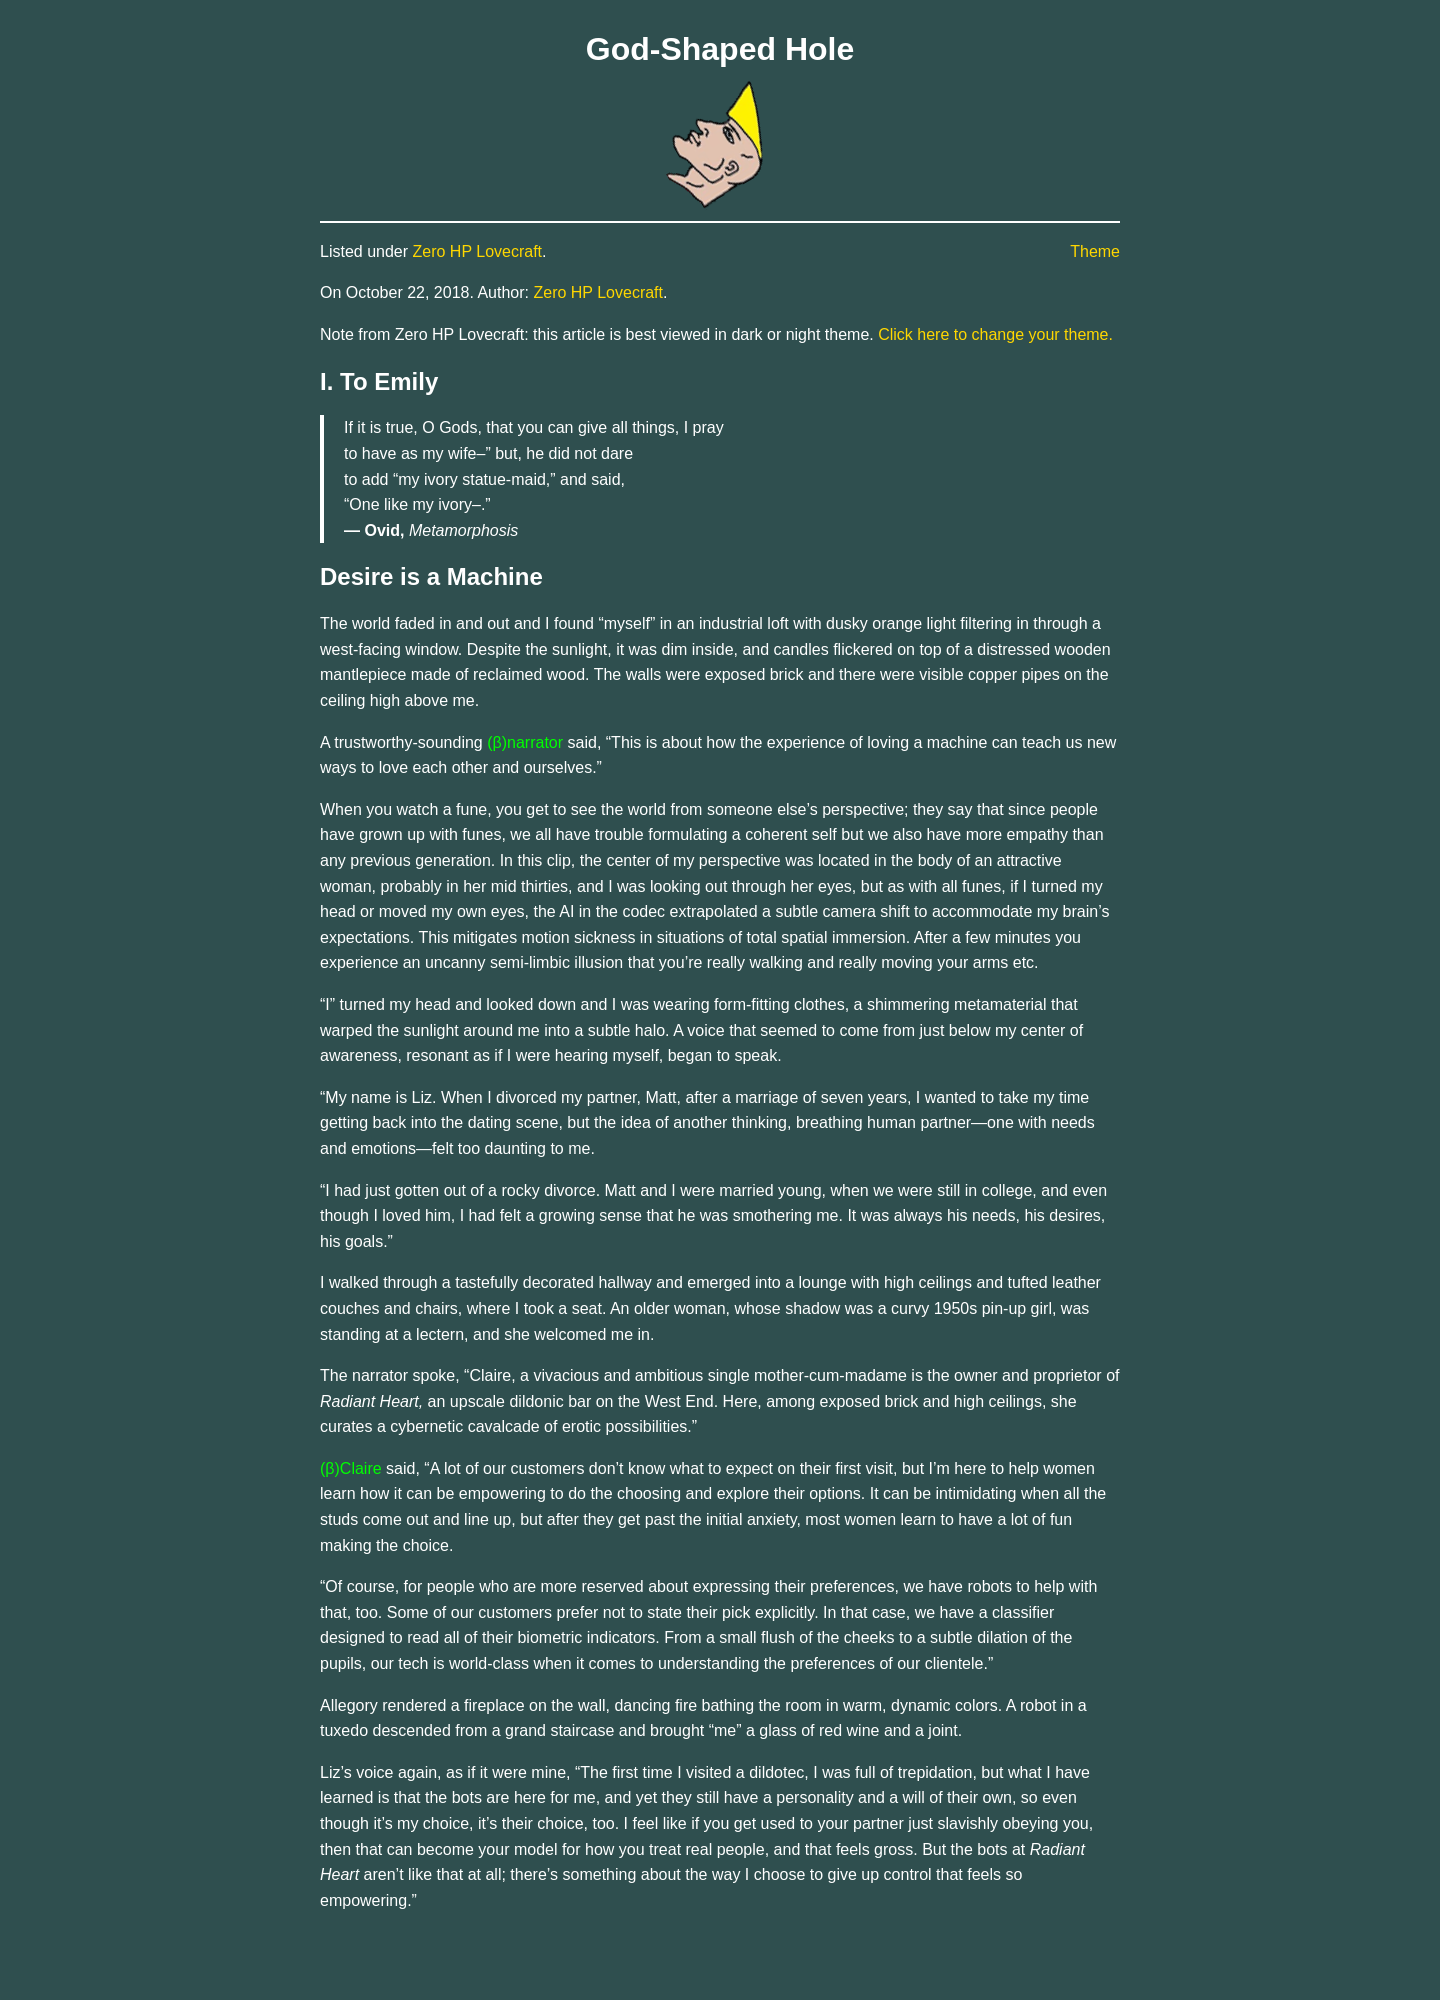 God-Shaped Hole
Listed under Zero HP Lovecraft.
Theme
On October 22, 2018. Author: Zero HP Lovecraft.
Note from Zero HP Lovecraft: this article is best viewed in dark or night theme. Click here to change your theme.
I. To Emily
If it is true, O Gods, that you can give all things, I pray
to have as my wife–” but, he did not dare
to add “my ivory statue-maid,” and said,
“One like my ivory–.”
— Ovid, Metamorphosis
Desire is a Machine
The world faded in and out and I found “myself” in an industrial loft with dusky orange light filtering in through a
west-facing window. Despite the sunlight, it was dim inside, and candles flickered on top of a distressed wooden
mantlepiece made of reclaimed wood. The walls were exposed brick and there were visible copper pipes on the
ceiling high above me.
A trustworthy-sounding (β)narrator said, “This is about how the experience of loving a machine can teach us new
ways to love each other and ourselves.”
When you watch a fune, you get to see the world from someone else’s perspective; they say that since people
have grown up with funes, we all have trouble formulating a coherent self but we also have more empathy than
any previous generation. In this clip, the center of my perspective was located in the body of an attractive
woman, probably in her mid thirties, and I was looking out through her eyes, but as with all funes, if I turned my
head or moved my own eyes, the AI in the codec extrapolated a subtle camera shift to accommodate my brain’s
expectations. This mitigates motion sickness in situations of total spatial immersion. After a few minutes you
experience an uncanny semi-limbic illusion that you’re really walking and really moving your arms etc.
“I” turned my head and looked down and I was wearing form-fitting clothes, a shimmering metamaterial that
warped the sunlight around me into a subtle halo. A voice that seemed to come from just below my center of
awareness, resonant as if I were hearing myself, began to speak.
“My name is Liz. When I divorced my partner, Matt, after a marriage of seven years, I wanted to take my time
getting back into the dating scene, but the idea of another thinking, breathing human partner—one with needs
and emotions—felt too daunting to me.
“I had just gotten out of a rocky divorce. Matt and I were married young, when we were still in college, and even
though I loved him, I had felt a growing sense that he was smothering me. It was always his needs, his desires,
his goals.”
I walked through a tastefully decorated hallway and emerged into a lounge with high ceilings and tufted leather
couches and chairs, where I took a seat. An older woman, whose shadow was a curvy 1950s pin-up girl, was
standing at a lectern, and she welcomed me in.
The narrator spoke, “Claire, a vivacious and ambitious single mother-cum-madame is the owner and proprietor of
Radiant Heart, an upscale dildonic bar on the West End. Here, among exposed brick and high ceilings, she
curates a cybernetic cavalcade of erotic possibilities.”
(β)Claire said, “A lot of our customers don’t know what to expect on their first visit, but I’m here to help women
learn how it can be empowering to do the choosing and explore their options. It can be intimidating when all the
studs come out and line up, but after they get past the initial anxiety, most women learn to have a lot of fun
making the choice.
“Of course, for people who are more reserved about expressing their preferences, we have robots to help with
that, too. Some of our customers prefer not to state their pick explicitly. In that case, we have a classifier
designed to read all of their biometric indicators. From a small flush of the cheeks to a subtle dilation of the
pupils, our tech is world-class when it comes to understanding the preferences of our clientele.”
Allegory rendered a fireplace on the wall, dancing fire bathing the room in warm, dynamic colors. A robot in a
tuxedo descended from a grand staircase and brought “me” a glass of red wine and a joint.
Liz’s voice again, as if it were mine, “The first time I visited a dildotec, I was full of trepidation, but what I have
learned is that the bots are here for me, and yet they still have a personality and a will of their own, so even
though it’s my choice, it’s their choice, too. I feel like if you get used to your partner just slavishly obeying you,
then that can become your model for how you treat real people, and that feels gross. But the bots at Radiant
Heart aren’t like that at all; there’s something about the way I choose to give up control that feels so
empowering.”